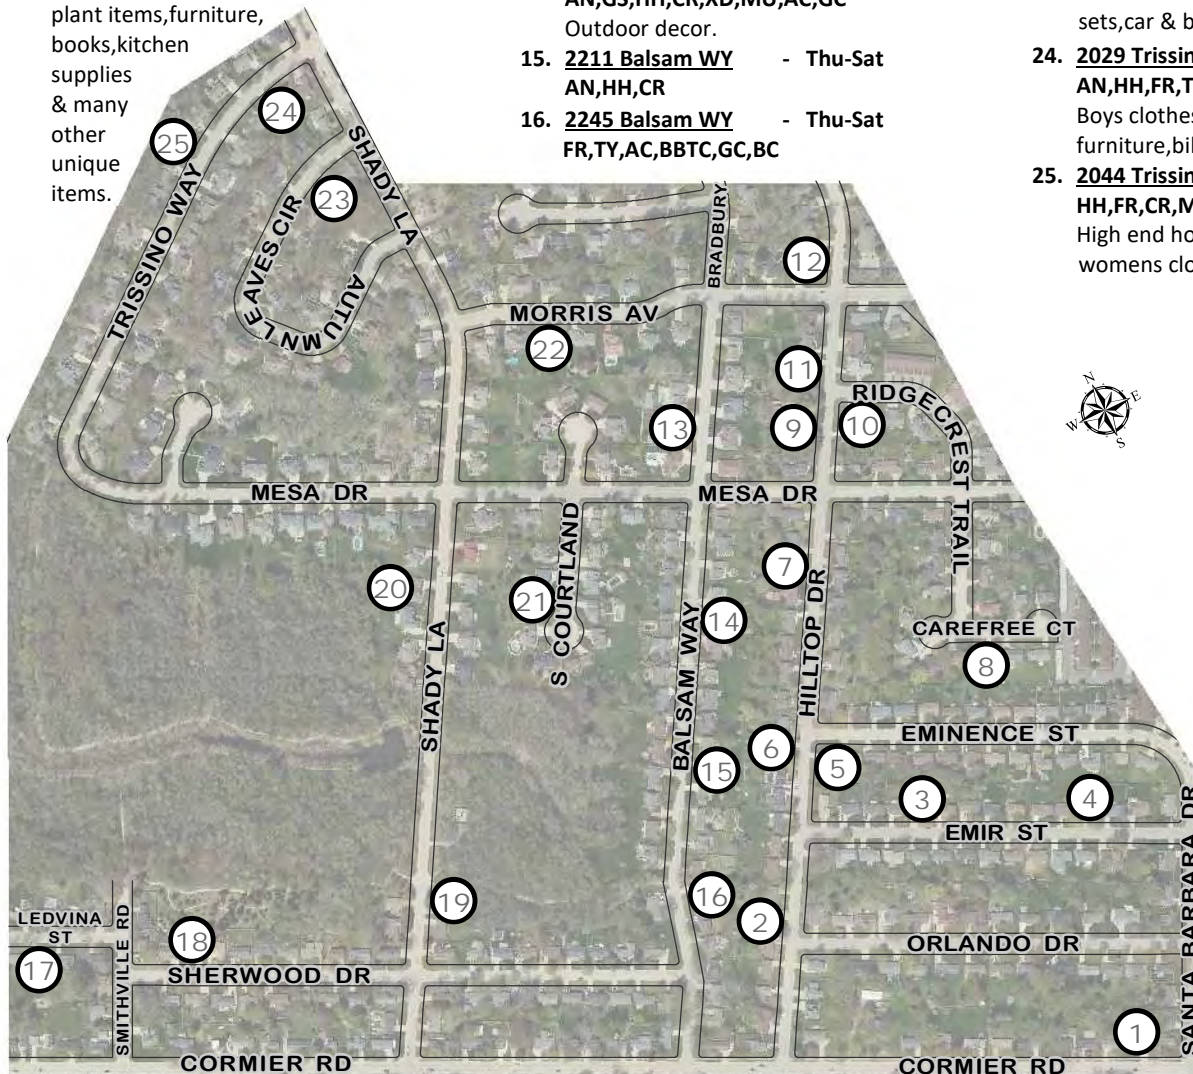 plant items,furniture,
books,kitchen
supplies
& many
other
unique
items.
AN,GS,HH,CR,XD,MU,AC,GC
Outdoor decor.
15. 2211 Balsam WY - Thu-Sat
AN,HH,CR
16. 2245 Balsam WY - Thu-Sat
FR,TY,AC,BBTC,GC,BC
sets,car & b
24. 2029 Trissin
AN,HH,FR,T
Boys clothes
furniture,bi
25. 2044 Trissin
HH,FR,CR,M
High end ho
womens clo
24
25
23
TRISSINO WAY
SHADY LA
AUTUMN LEAVES CIR
BRADBURY
12
MORRIS AV
22
11
RIDGECREST TRAIL
13
9
10
N
E
W
S
MESA DR
MESA DR
20
21
S COURTLAND
7
14
HILLTOP DR
CAREFREE CT
8
SHADY LA
BALSAM WAY
6
EMINENCE ST
15
5
3
4
EMIR ST
SANTA BARBARA DR
19
16
2
LEDVINA
ST
SMITHVILLE RD
18
17
ORLANDO DR
SHERWOOD DR
1
CORMIER RD
CORMIER RD